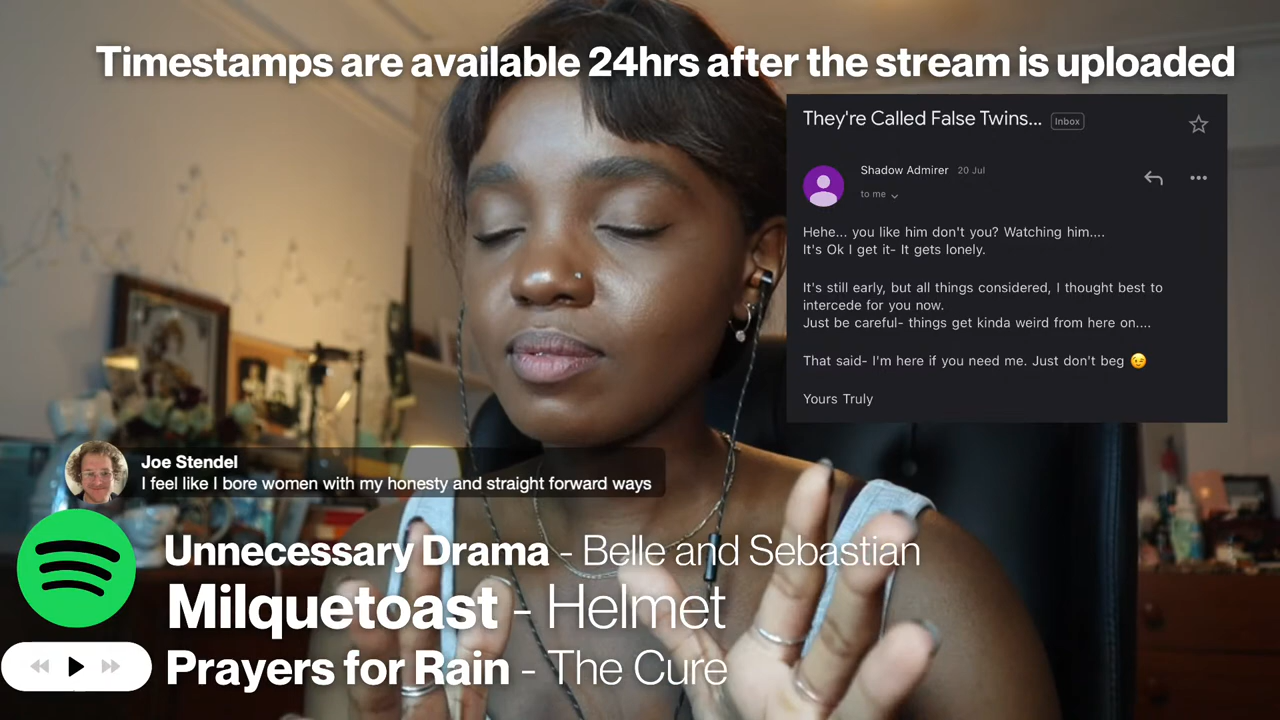 Timestamps are available 24hrs after the stream is uploaded
They're Called False Twins... Inbox
Shadow Admirer 20 Jul
to me
Hehe... you like him don't you? Watching him....
It's Ok I get it- It gets lonely.
It's still early, but all things considered, I thought best to
intercede for you now.
Just be careful- things get kinda weird from here on....
That said- I'm here if you need me. Just don't beg 😉
Yours Truly
Joe Stendel
I feel like I bore women with my honesty and straight forward ways
Unnecessary Drama - Belle and Sebastian
Milquetoast - Helmet
Prayers for Rain - The Cure